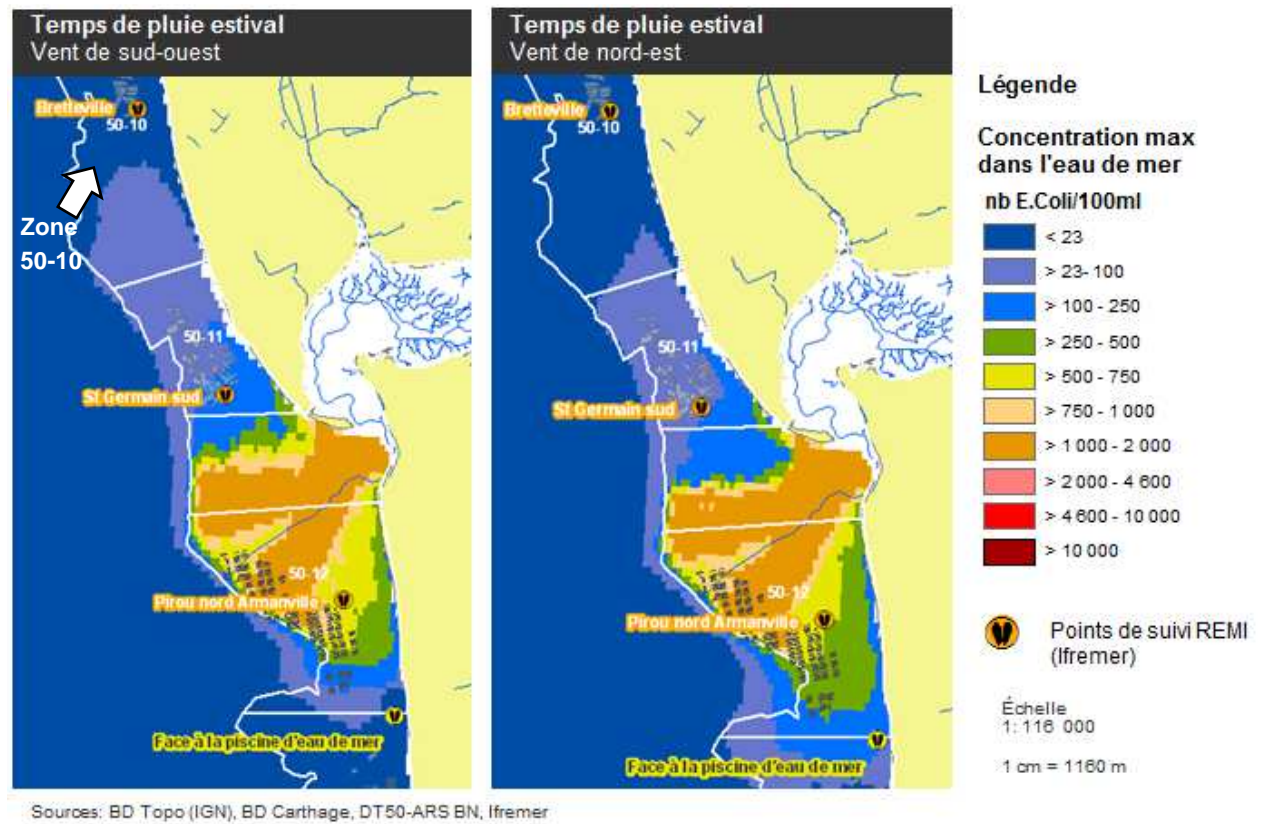 Temps de pluie estival
Vent de sud-ouest
Bretteville
50-10
Zone
50-10
50-11
St Germain sud
50-12
Pirou nord Armanville
Face à la piscine d'eau de mer
Temps de pluie estival
Vent de nord-est
Bretteville
50-10
50-11
St Germain sud
50-12
Pirou nord Armanville
Face à la piscine d'eau de mer
Légende
Concentration max
dans l'eau de mer
nb E.Coli/100ml
< 23
> 23- 100
> 100 - 250
> 250 - 500
> 500 - 750
> 750 - 1 000
> 1 000 - 2 000
> 2 000 - 4 600
> 4 600 - 10 000
> 10 000
Points de suivi REMI
(Ifremer)
Échelle
1: 116 000
1 cm = 1160 m
Sources: BD Topo (IGN), BD Carthage, DT50-ARS BN, Ifremer